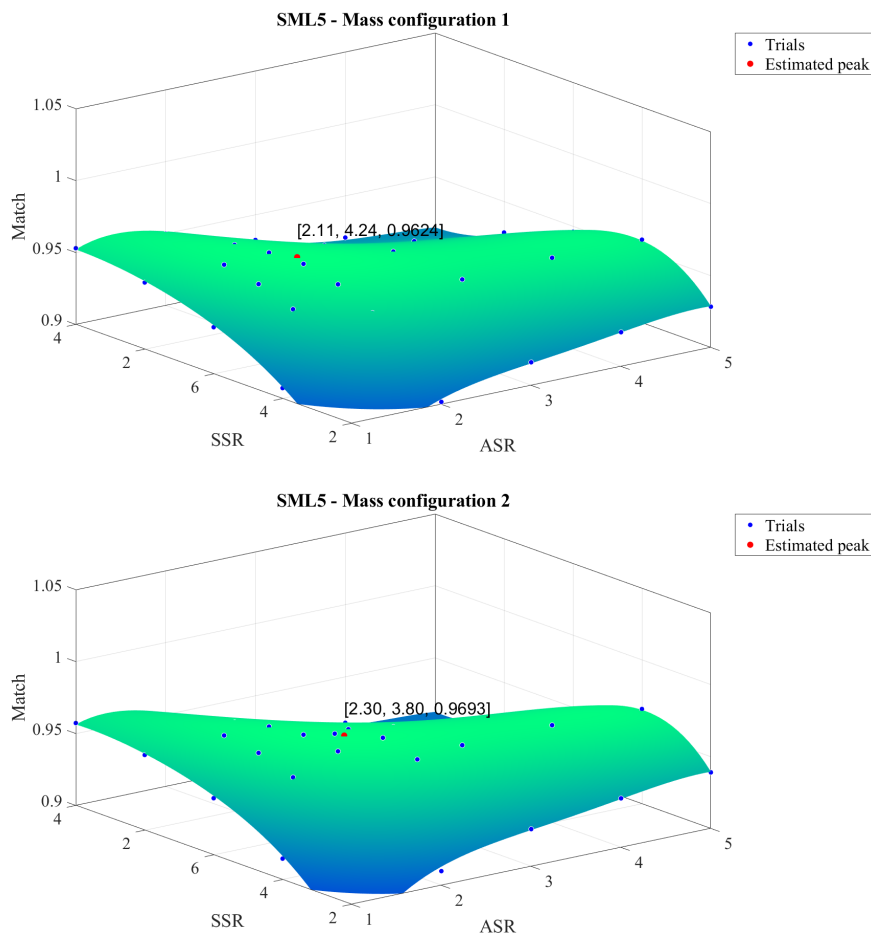 SML5 - Mass configuration 1
Trials
Estimated peak
1.05
1
0.95
0.9
Match
[2.11, 4.24, 0.9624]
4
2
6
4
2
SSR
1
2
3
4
5
ASR
SML5 - Mass configuration 2
Trials
Estimated peak
1.05
1
0.95
0.9
Match
[2.30, 3.80, 0.9693]
4
2
6
4
2
SSR
1
2
3
4
5
ASR